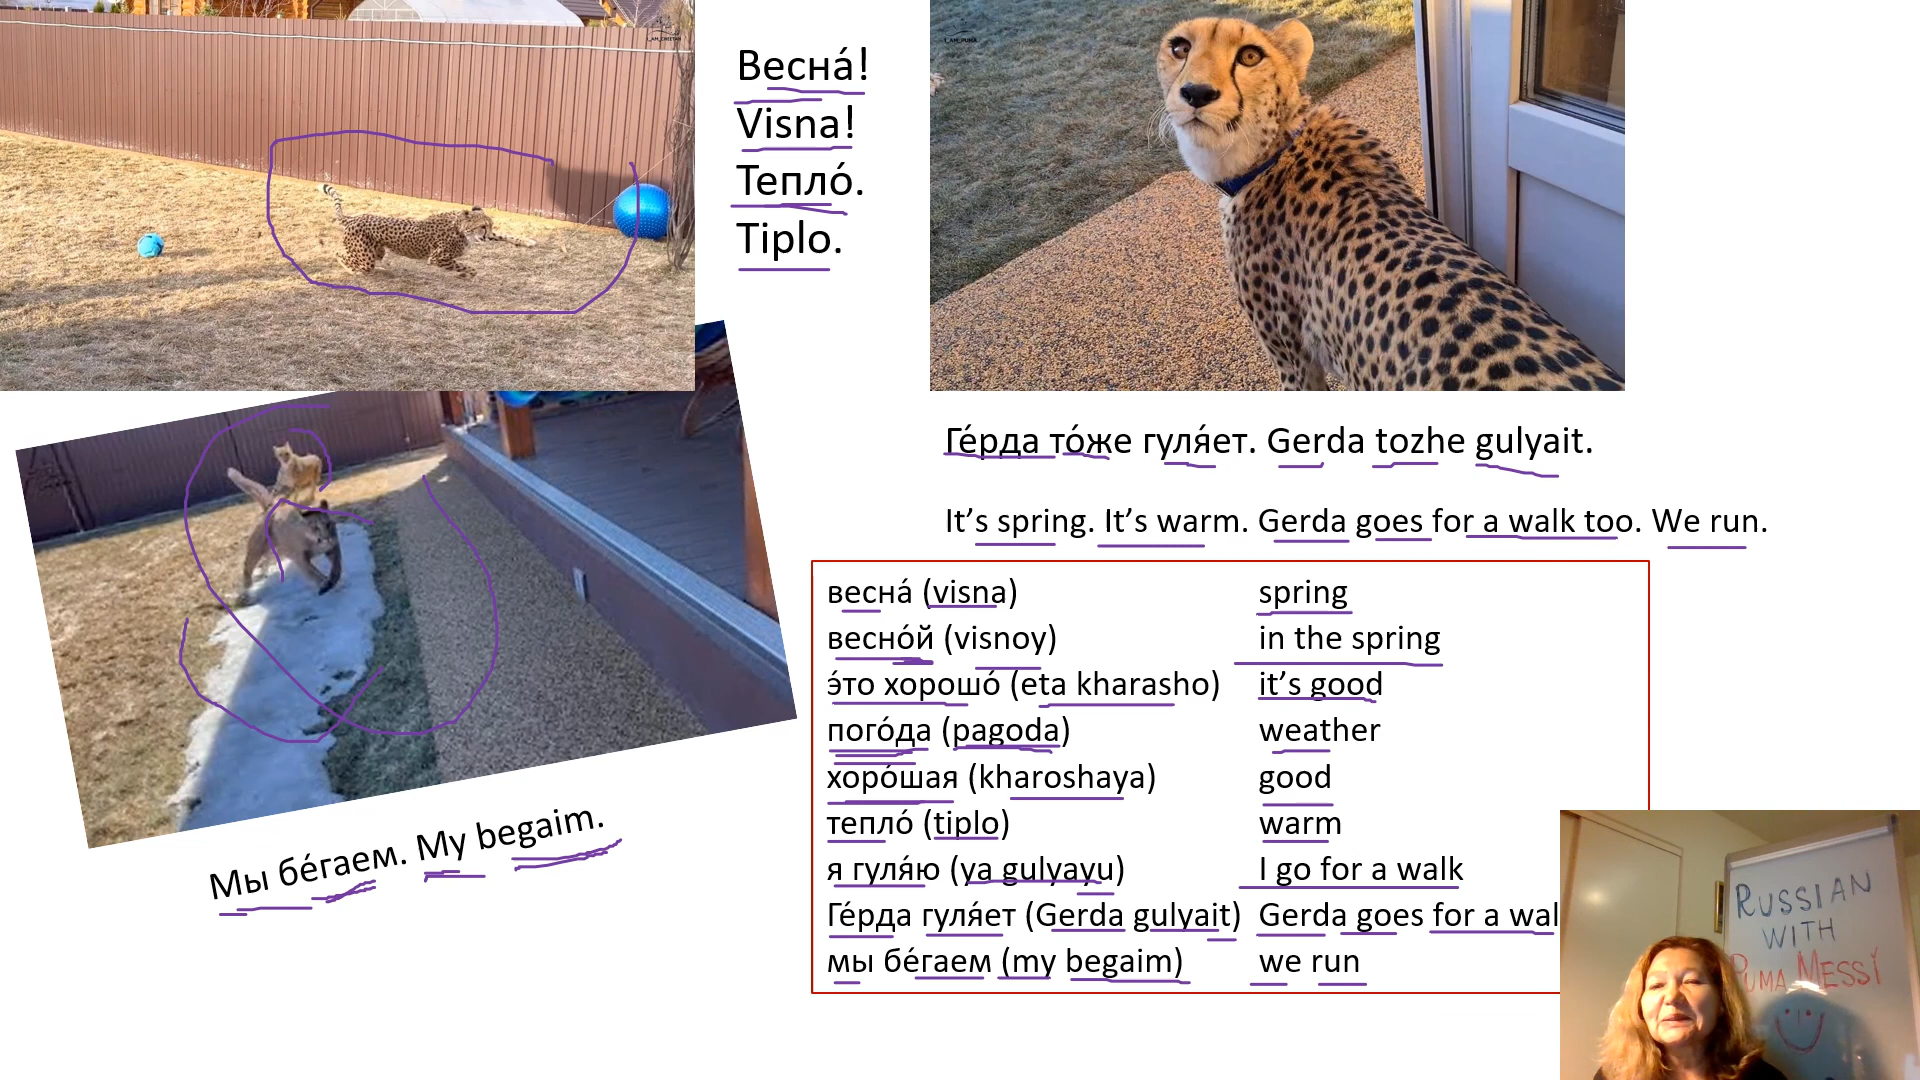 I_AM_CHEETAH
I_AM_PUMA
Весна́!
Visna!
Тепло́.
Tiplo.
Ге́рда то́же гуля́ет. Gerda tozhe gulyait.
It’s spring. It’s warm. Gerda goes for a walk too. We run.
Мы бе́гаем. My begaim.
весна́ (visna) spring
весно́й (visnoy) in the spring
э́то хорошо́ (eta kharasho) it’s good
пого́да (pagoda) weather
хоро́шая (kharoshaya) good
тепло́ (tiplo) warm
я гуля́ю (ya gulyayu) I go for a walk
Ге́рда гуля́ет (Gerda gulyait) Gerda goes for a wal
мы бе́гаем (my begaim) we run
RUSSIAN
WITH
PUMA MESSI